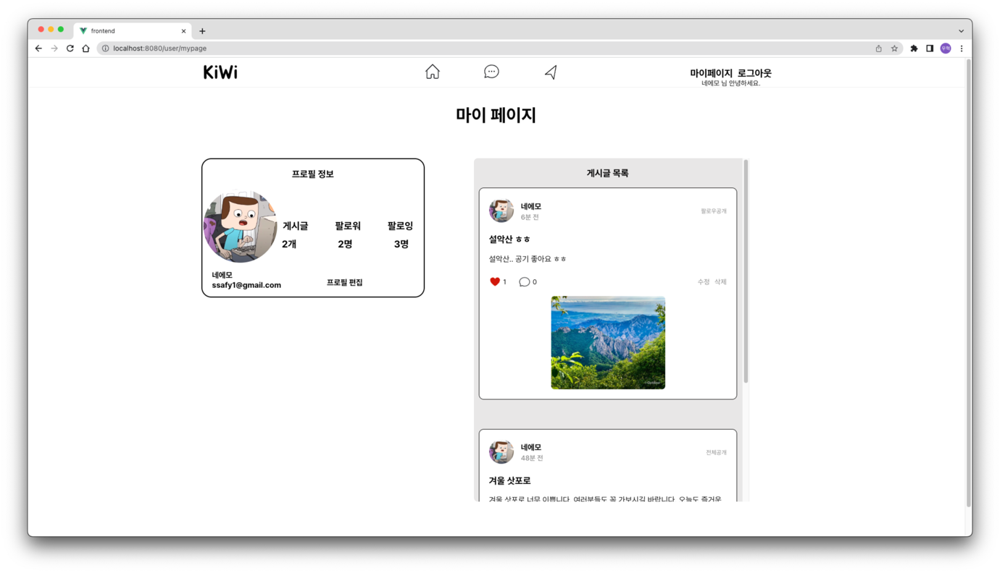 frontend
localhost:8080/user/mypage
우혁
KiWi
마이페이지 로그아웃
네에모 님 안녕하세요.
마이 페이지
프로필 정보
게시글 팔로워 팔로잉
2개 2명 3명
네에모
ssafy1@gmail.com
프로필 편집
게시글 목록
네에모
6분 전
팔로우공개
설악산 ㅎㅎ
설악산.. 공기 좋아요 ㅎㅎ
1 0
수정 삭제
네에모
48분 전
전체공개
겨울 삿포로
겨울 삿포로 너무 이쁩니다. 여러분들도 꼭 가보시길 바랍니다. 오늘도 즐거운